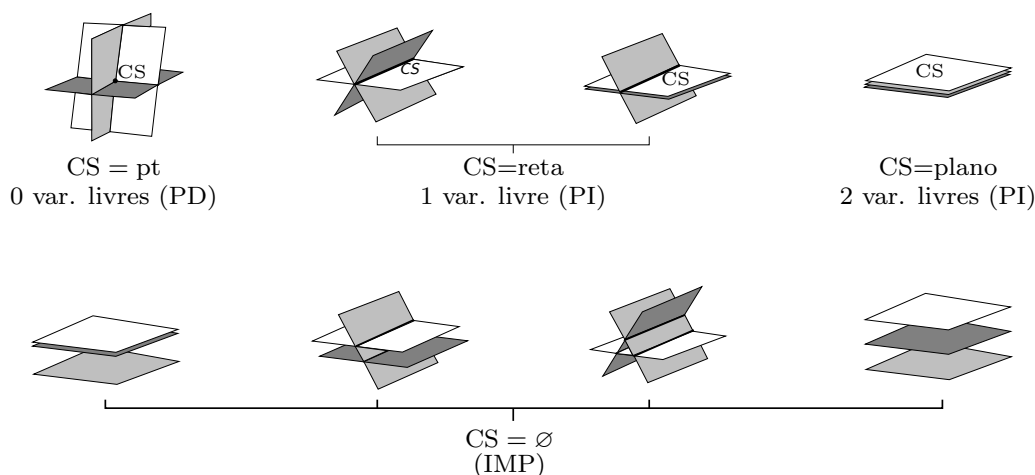 CS
CS
CS
CS
CS = pt
0 var. livres (PD)
CS=reta
1 var. livre (PI)
CS=plano
2 var. livres (PI)
CS = ∅
(IMP)